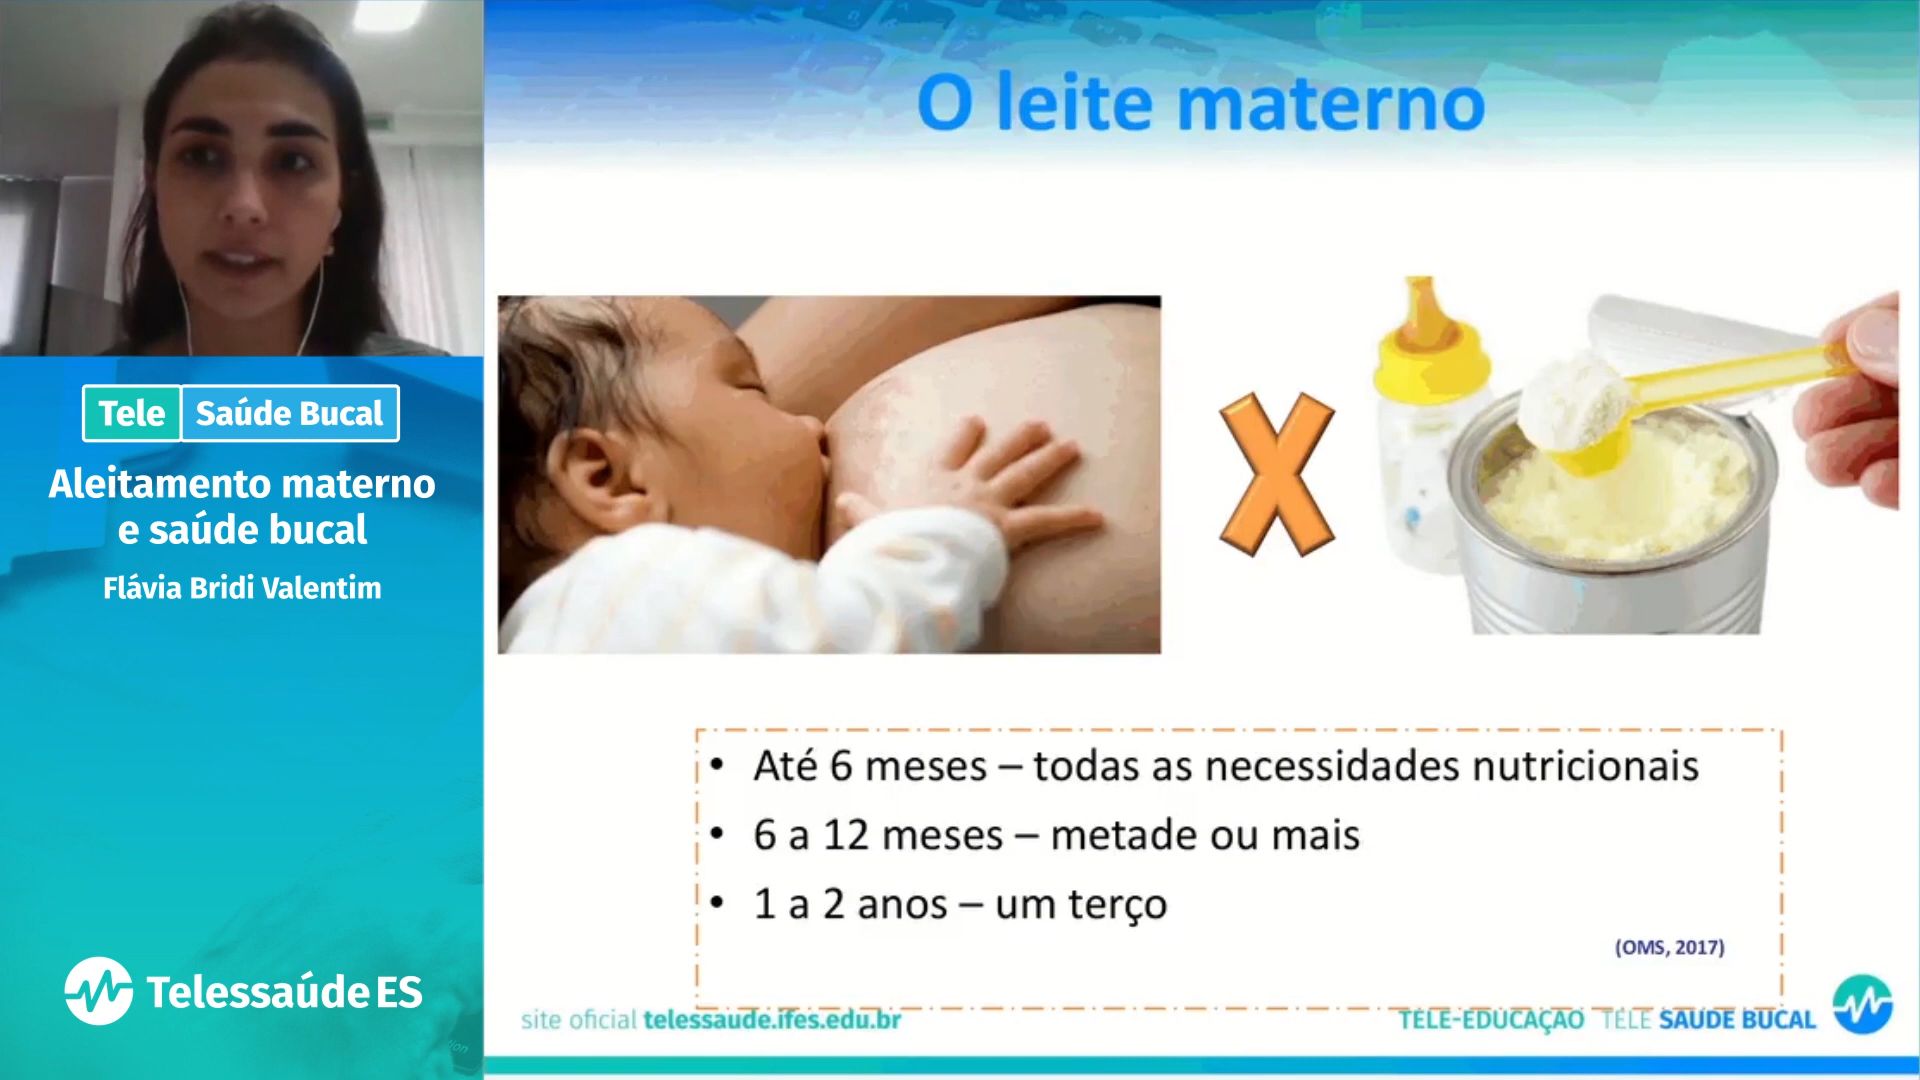 Tele Saúde Bucal
Aleitamento materno
e saúde bucal
Flávia Bridi Valentim
Telessaúde ES
O leite materno
X
• Até 6 meses – todas as necessidades nutricionais
• 6 a 12 meses – metade ou mais
• 1 a 2 anos – um terço
(OMS, 2017)
site oficial telessaude.ifes.edu.br
TELE-EDUCAÇAO TELE SAUDE BUCAL